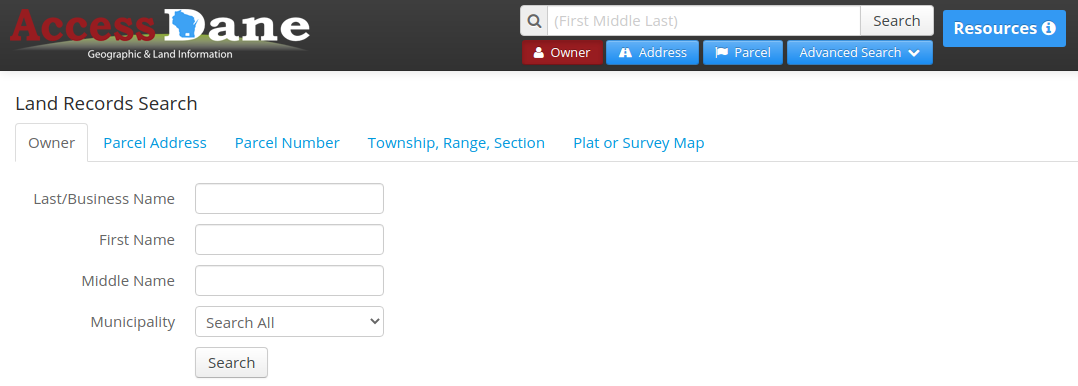 AccessDane
Geographic & Land Information
(First Middle Last) Search
Owner Address Parcel Advanced Search
Resources
Land Records Search
Owner Parcel Address Parcel Number Township, Range, Section Plat or Survey Map
Last/Business Name
First Name
Middle Name
Municipality Search All
Search